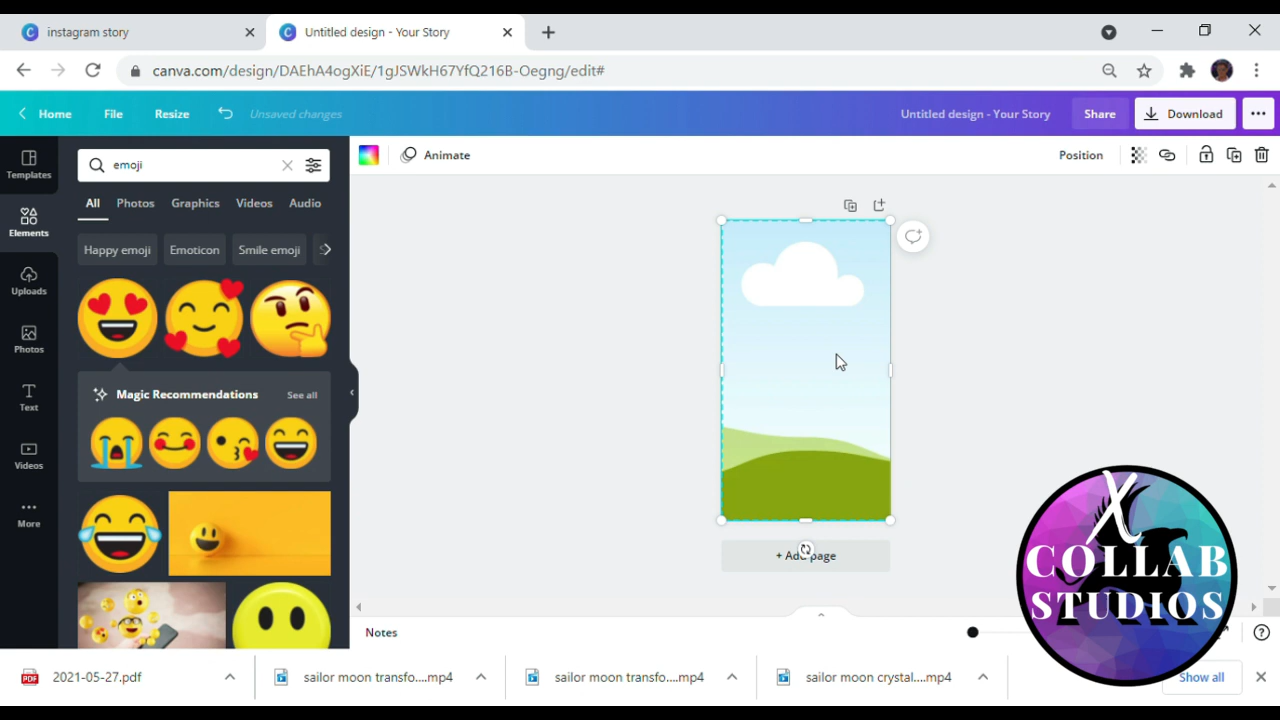 instagram story
Untitled design - Your Story
canva.com/design/DAEhA4ogXiE/1gJSWkH67YfQ216B-Oegng/edit#
Home File Resize Unsaved changes Untitled design - Your Story Share Download
Templates
Elements
Uploads
Photos
Text
Videos
More
emoji
All Photos Graphics Videos Audio
Happy emoji Emoticon Smile emoji S
Magic Recommendations See all
Animate Position
+ Add page
Notes
X
COLLAB
STUDIOS
PDF 2021-05-27.pdf sailor moon transfo....mp4 sailor moon transfo....mp4 sailor moon crystal....mp4 Show all